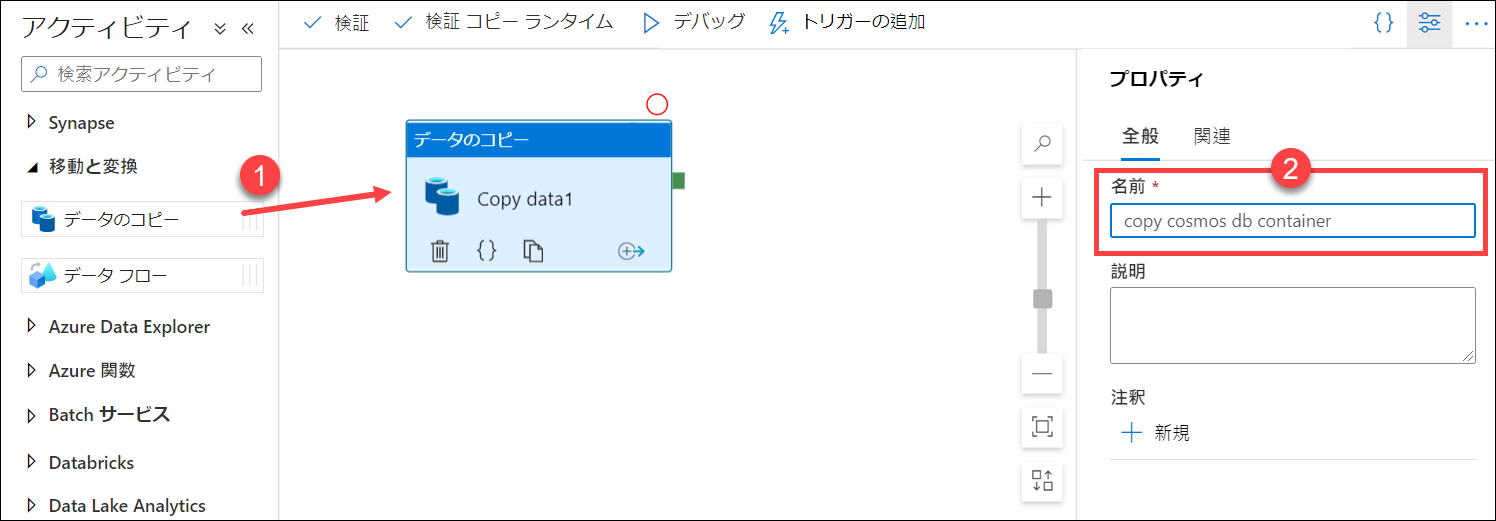 アクティビティ
検索アクティビティ
Synapse
移動と変換
データのコピー
データ フロー
Azure Data Explorer
Azure 関数
Batch サービス
Databricks
Data Lake Analytics
1
検証
検証 コピー ランタイム
デバッグ
トリガーの追加
データのコピー
Copy data1
{}
{}
プロパティ
全般
関連
2
名前 *
copy cosmos db container
説明
注釈
新規